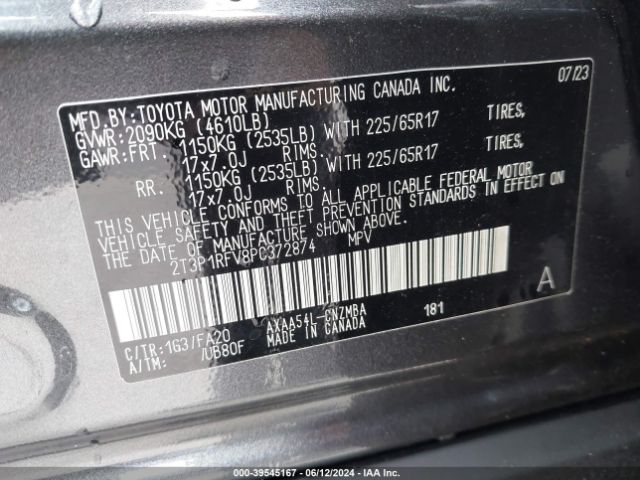 MFD.BY:TOYOTA MOTOR MANUFACTURING CANADA INC. 07/23
GVWR:2090KG (4610LB)
GAWR:FRT. 1150KG (2535LB) WITH 225/65R17 TIRES,
17x7.0J RIMS.
RR. 1150KG (2535LB) WITH 225/65R17 TIRES,
17x7.0J RIMS.
THIS VEHICLE CONFORMS TO ALL APPLICABLE FEDERAL MOTOR
VEHICLE SAFETY AND THEFT PREVENTION STANDARDS IN EFFECT ON
THE DATE OF MANUFACTURE SHOWN ABOVE.
2T3P1RFV8PC372874 MPV
A
C/TR:1G3/FA20 AXAA54L-CNZMBA 181
A/TM: /UB80F MADE IN CANADA
000-39545167 - 06/12/2024 - IAA Inc.